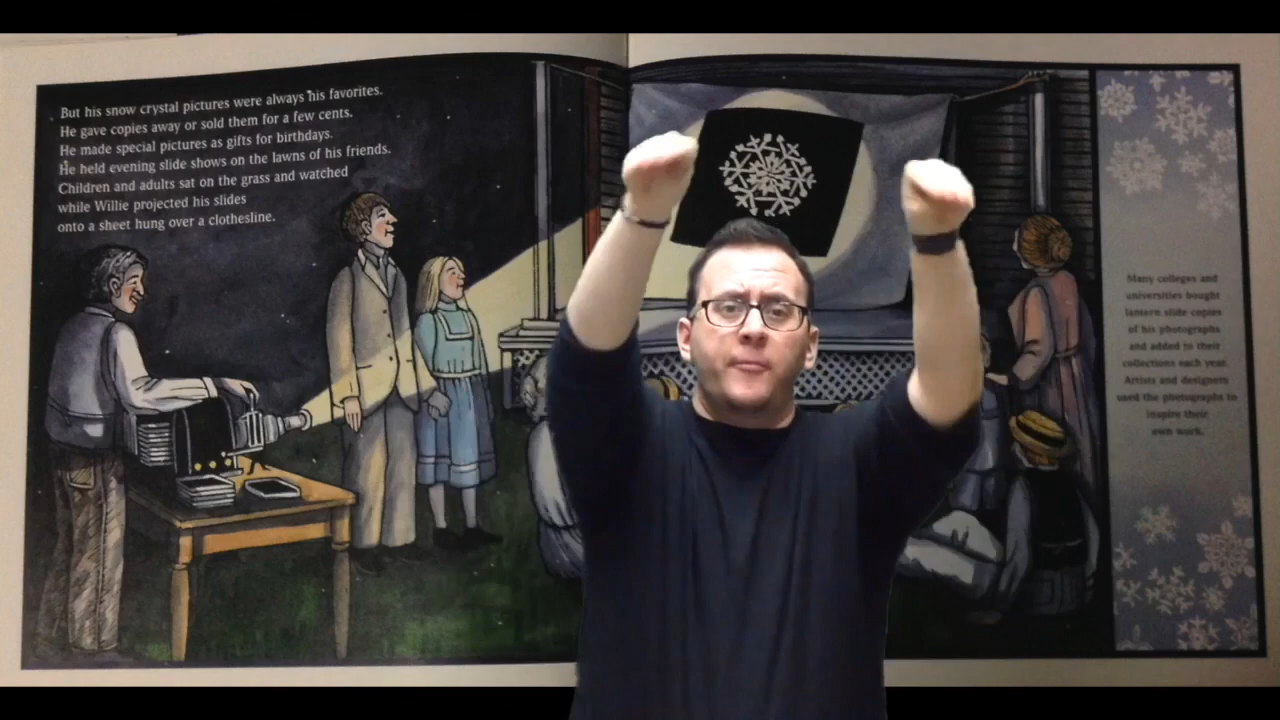 But his snow crystal pictures were always his favorites.
He gave copies away or sold them for a few cents.
He made special pictures as gifts for birthdays.
He held evening slide shows on the lawns of his friends.
Children and adults sat on the grass and watched
while Willie projected his slides
onto a sheet hung over a clothesline.
Many colleges and
universities bought
lantern slide copies
of his photographs
and added to their
collections each year.
Artists and designers
used the photographs to
inspire their
own work.